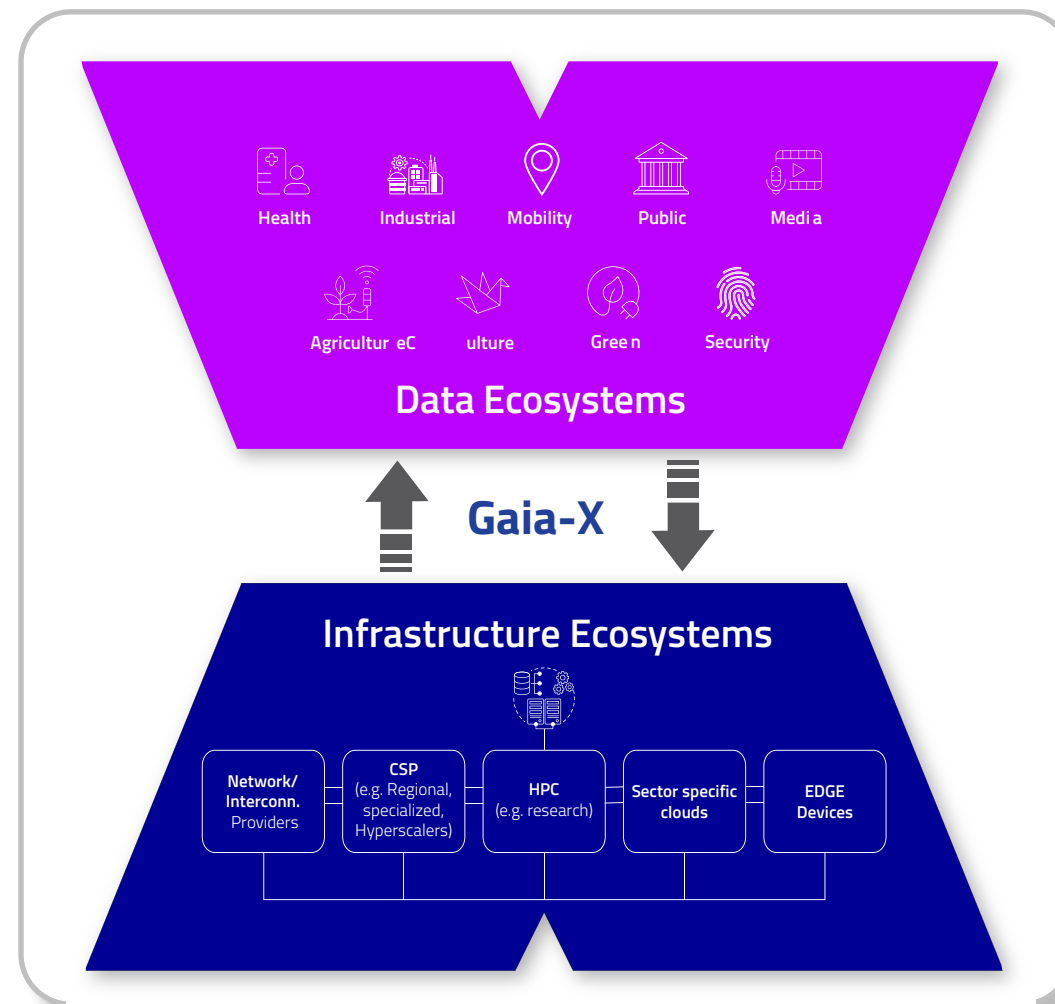 Health Industrial Mobility Public Medi a
Agricultur eC ulture Gree n Security
Data Ecosystems
Gaia-X
Infrastructure Ecosystems
Network/
Interconn.
Providers
CSP
(e.g. Regional,
specialized,
Hyperscalers)
HPC
(e.g. research)
Sector specific
clouds
EDGE
Devices